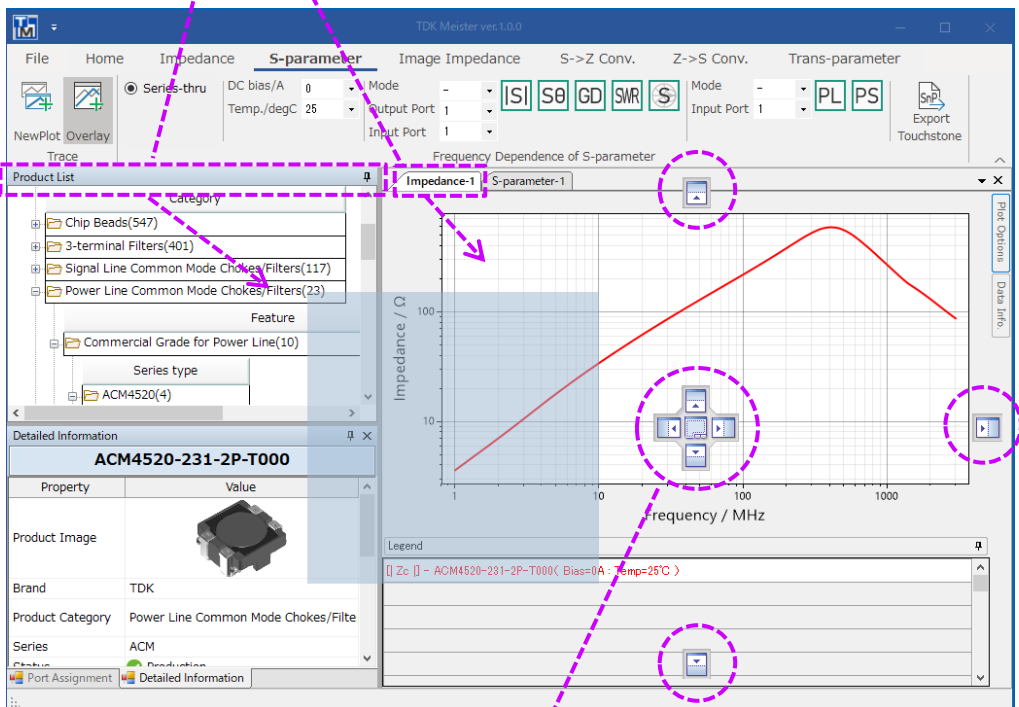 TM
TDK Meister ver.1.0.0
File Home Impedance S-parameter Image Impedance S->Z Conv. Z->S Conv. Trans-parameter
Series-thru
DC bias/A 0
Temp./degC 25
Mode -
Output Port 1
Input Port 1
|S| Sθ GD SWR S
Mode -
Input Port 1
PL PS
SnP
Export
Touchstone
NewPlot Overlay
Trace
Frequency Dependence of S-parameter
Product List
Category
Chip Beads(547)
3-terminal Filters(401)
Signal Line Common Mode Chokes/Filters(117)
Power Line Common Mode Chokes/Filters(23)
Feature
Commercial Grade for Power Line(10)
Series type
ACM4520(4)
Detailed Information
ACM4520-231-2P-T000
Property Value
Product Image
Brand TDK
Product Category Power Line Common Mode Chokes/Filte
Series ACM
Status Production
Port Assignment Detailed Information
Impedance-1 S-parameter-1
Impedance / Ω
100
10
1 10 100 1000
Frequency / MHz
Plot Options
Data Info.
Legend
[| Zc |] - ACM4520-231-2P-T000( Bias=0A : Temp=25℃ )